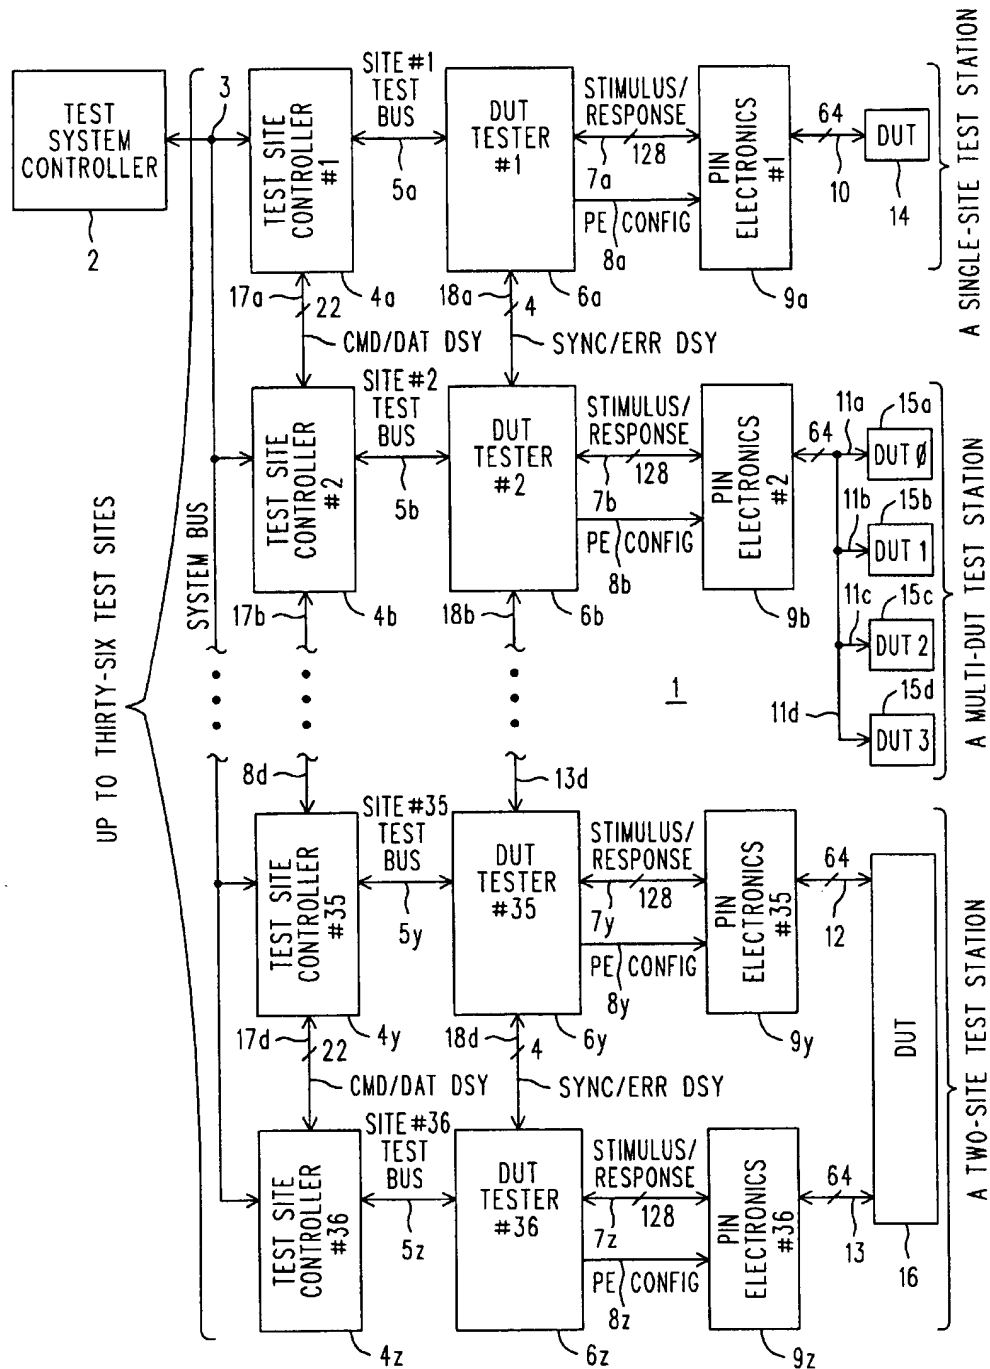 TEST
SYSTEM
CONTROLLER
2
3
TEST SITE
CONTROLLER
#1
SITE #1
TEST
BUS
5a
DUT
TESTER
#1
STIMULUS/
RESPONSE
7a
128
PE CONFIG
8a
PIN
ELECTRONICS
#1
64
10
DUT
14
A SINGLE-SITE TEST STATION
17a
22
4a
18a
4
6a
9a
CMD/DAT DSY
SYNC/ERR DSY
TEST SITE
CONTROLLER
#2
SITE #2
TEST
BUS
5b
DUT
TESTER
#2
STIMULUS/
RESPONSE
7b
128
PE CONFIG
8b
PIN
ELECTRONICS
#2
64
11a
15a
DUT 0
11b
15b
DUT 1
11c
15c
DUT 2
11d
15d
DUT 3
A MULTI-DUT TEST STATION
UP TO THIRTY-SIX TEST SITES
SYSTEM BUS
17b
4b
18b
6b
9b
1
8d
13d
TEST SITE
CONTROLLER
#35
SITE #35
TEST
BUS
5y
DUT
TESTER
#35
STIMULUS/
RESPONSE
7y
128
PE CONFIG
8y
PIN
ELECTRONICS
#35
64
12
DUT
16
A TWO-SITE TEST STATION
17d
22
4y
18d
4
6y
9y
CMD/DAT DSY
SYNC/ERR DSY
TEST SITE
CONTROLLER
#36
SITE #36
TEST
BUS
5z
DUT
TESTER
#36
STIMULUS/
RESPONSE
7z
128
PE CONFIG
8z
PIN
ELECTRONICS
#36
64
13
4z
6z
9z